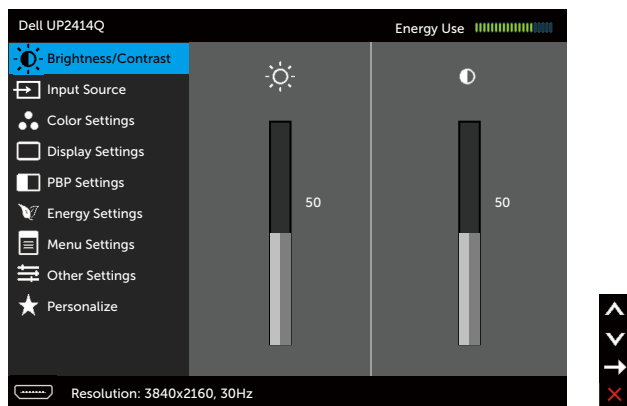 Dell UP2414Q
Energy Use
Brightness/Contrast
Input Source
Color Settings
Display Settings
PBP Settings
Energy Settings
Menu Settings
Other Settings
Personalize
50
50
Resolution: 3840x2160, 30Hz